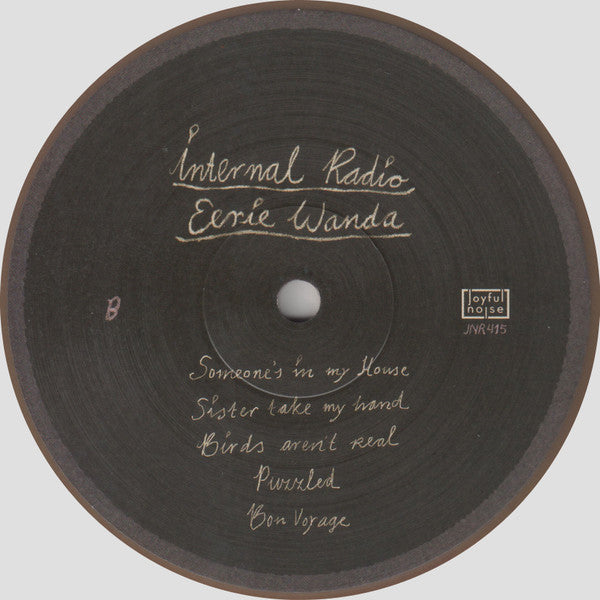 internal Radio
Eerie Wanda
B
joyful
noise
JNR415
Someone's in my House
Sister take my hand
Birds aren't real
Puzzled
Bon Voyage